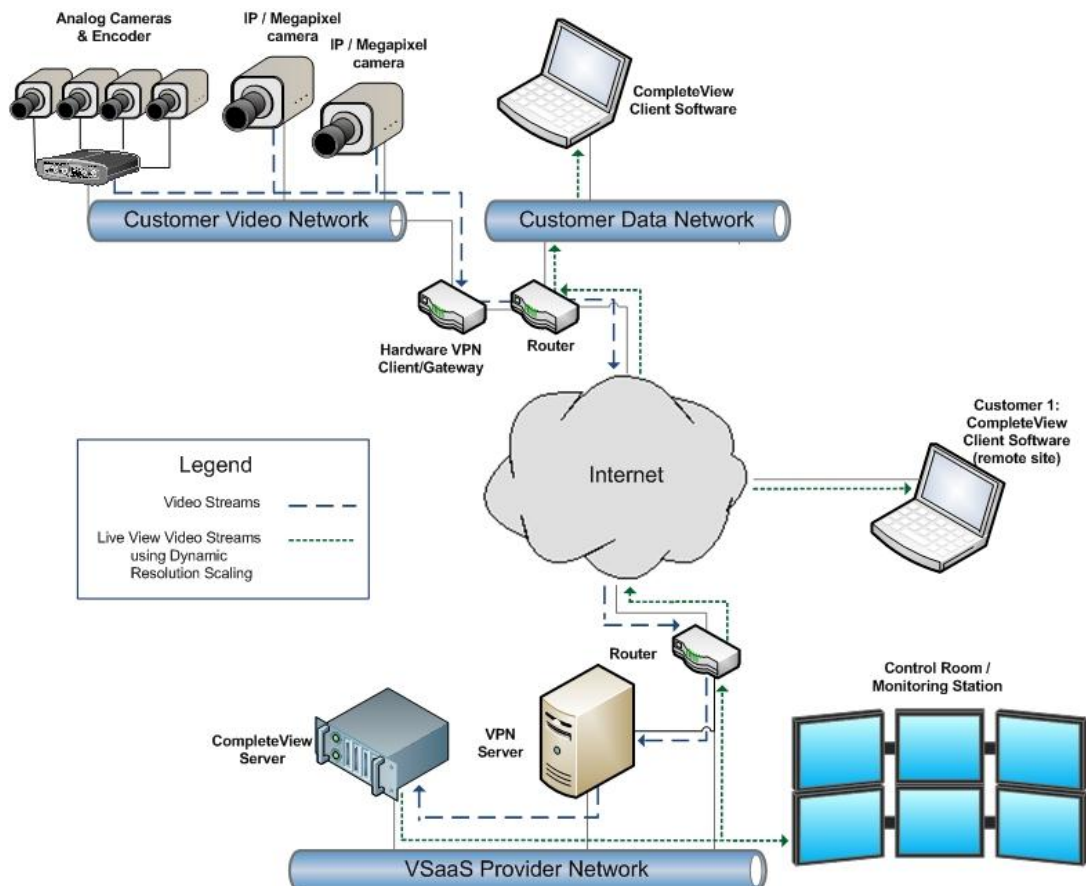 Analog Cameras
& Encoder
IP / Megapixel
camera
IP / Megapixel
camera
CompleteView
Client Software
Customer Video Network
Customer Data Network
Hardware VPN
Client/Gateway
Router
Customer 1:
CompleteView
Client Software
(remote site)
Internet
Legend
Video Streams
Live View Video Streams
using Dynamic
Resolution Scaling
Router
Control Room /
Monitoring Station
CompleteView
Server
VPN
Server
VSaaS Provider Network